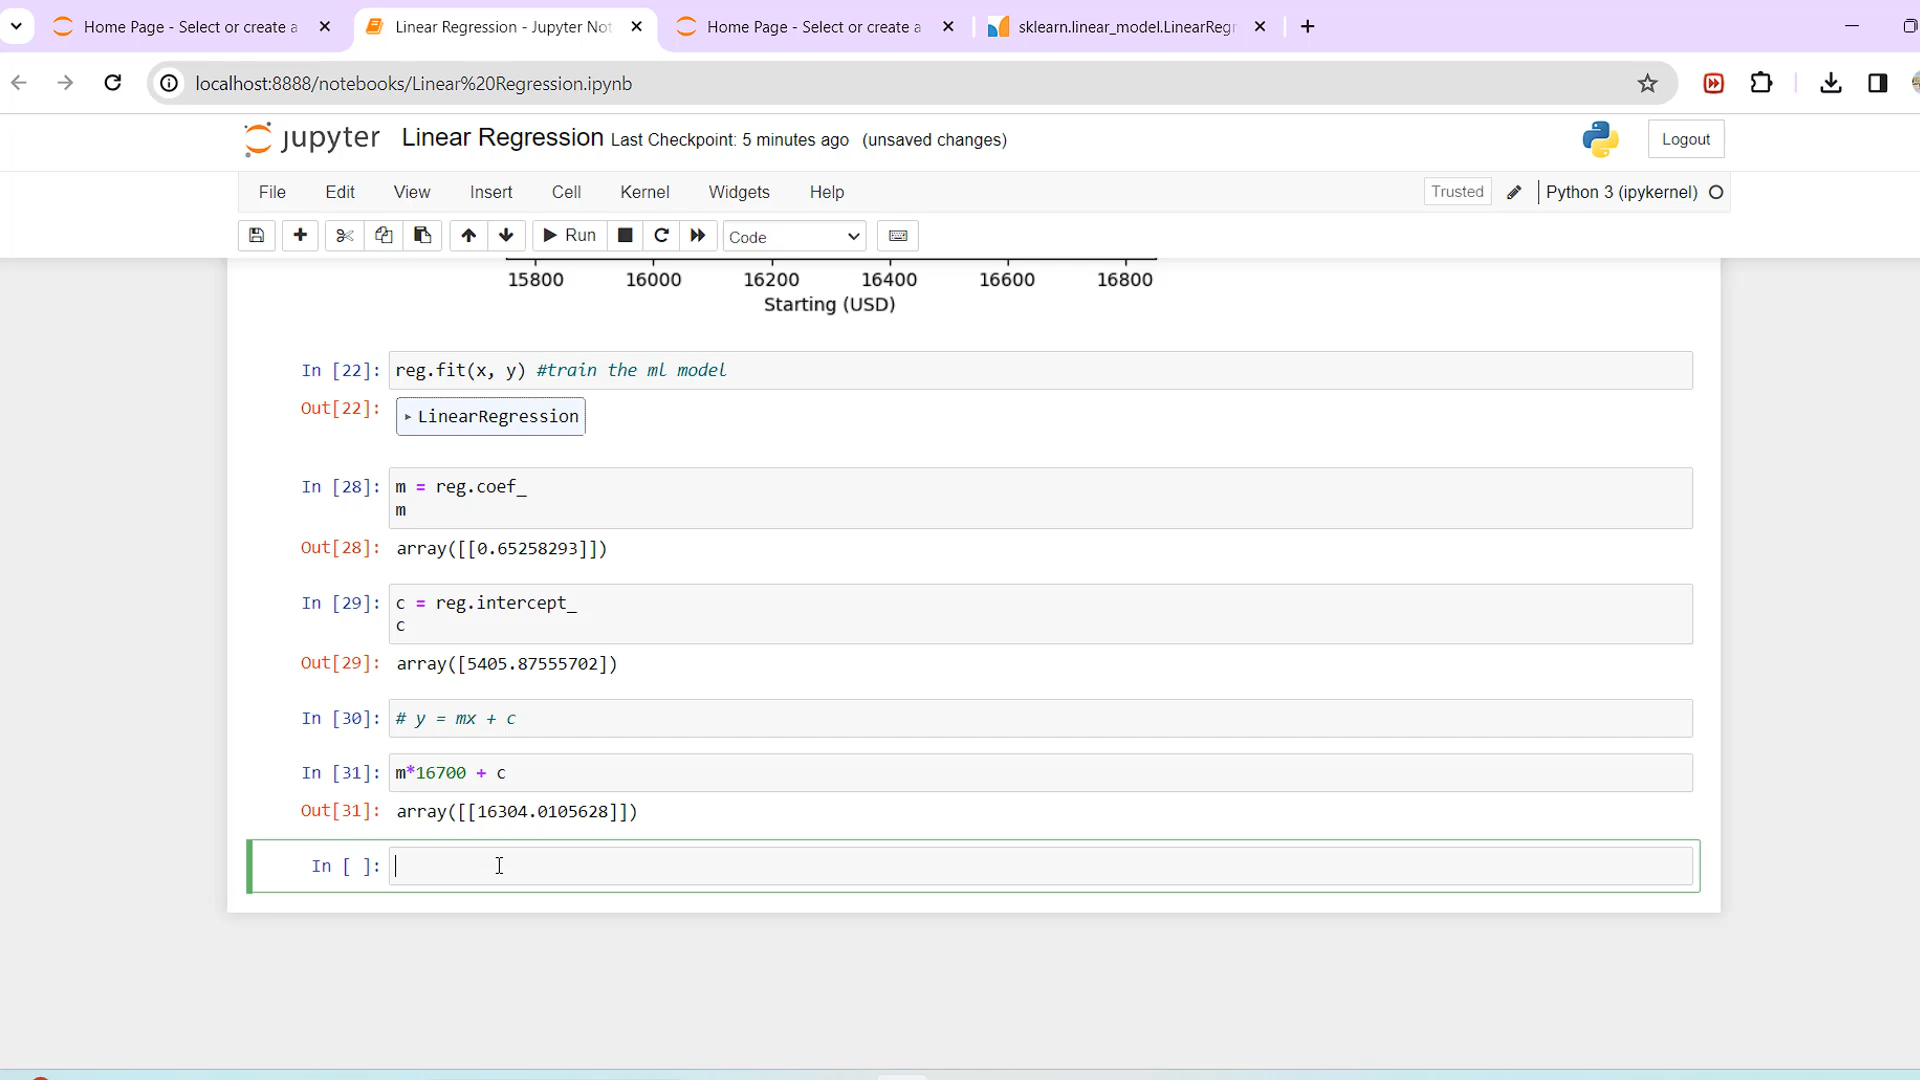 Home Page - Select or create a
Linear Regression - Jupyter Not
Home Page - Select or create a
sklearn.linear_model.LinearRegr
localhost:8888/notebooks/Linear%20Regression.ipynb
jupyter Linear Regression Last Checkpoint: 5 minutes ago (unsaved changes)
Logout
File Edit View Insert Cell Kernel Widgets Help
Trusted Python 3 (ipykernel)
Run Code
15800 16000 16200 16400 16600 16800
Starting (USD)
In [22]: reg.fit(x, y) #train the ml model
Out[22]: LinearRegression
In [28]: m = reg.coef_
m
Out[28]: array([[0.65258293]])
In [29]: c = reg.intercept_
c
Out[29]: array([5405.87555702])
In [30]: # y = mx + c
In [31]: m*16700 + c
Out[31]: array([[16304.0105628]])
In [ ]: